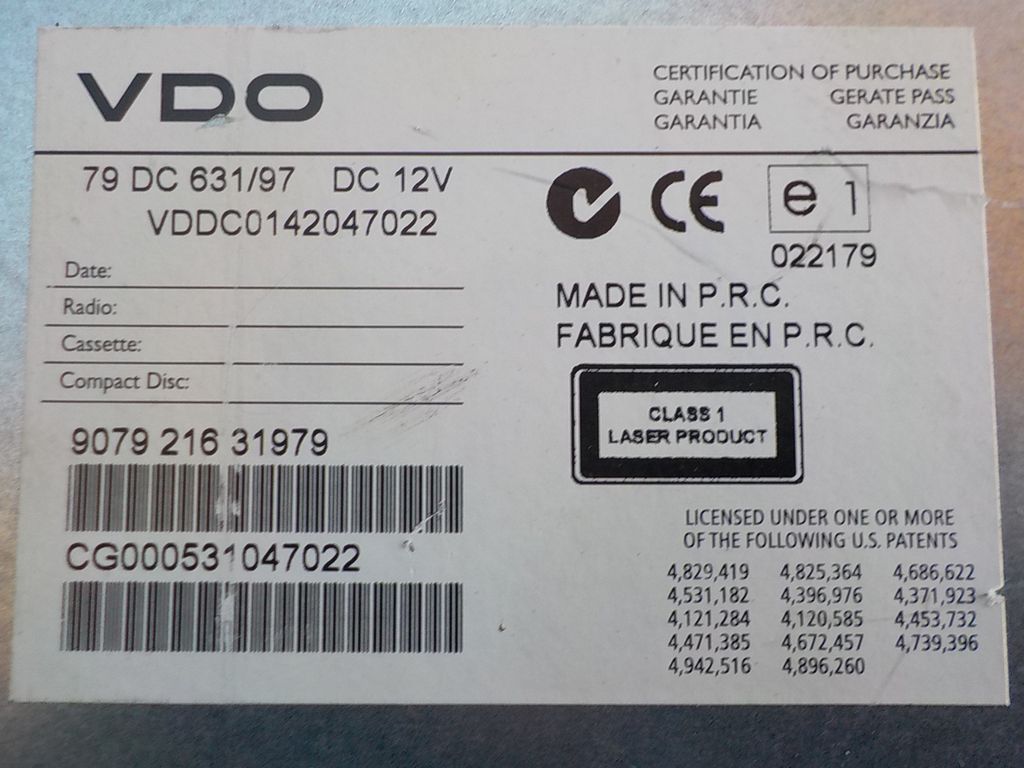 VDO
CERTIFICATION OF PURCHASE
GARANTIE GERATE PASS
GARANTIA GARANZIA
79 DC 631/97 DC 12V
VDDC0142047022
CE e 1
022179
Date:
Radio:
Cassette:
Compact Disc:
MADE IN P.R.C.
FABRIQUE EN P.R.C.
CLASS 1
LASER PRODUCT
9079 216 31979
CG000531047022
LICENSED UNDER ONE OR MORE
OF THE FOLLOWING U.S. PATENTS
4,829,419 4,825,364 4,686,622
4,531,182 4,396,976 4,371,923
4,121,284 4,120,585 4,453,732
4,471,385 4,672,457 4,739,396
4,942,516 4,896,260